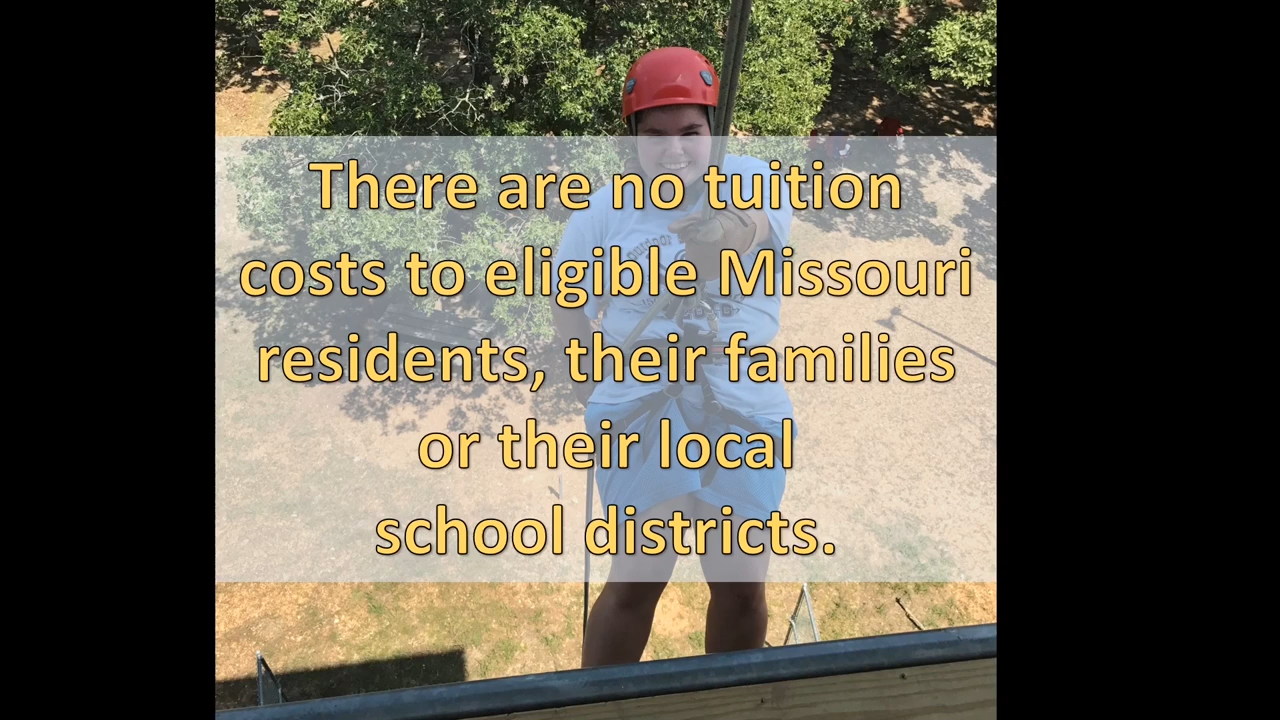 There are no tuition
costs to eligible Missouri
residents, their families
or their local
school districts.